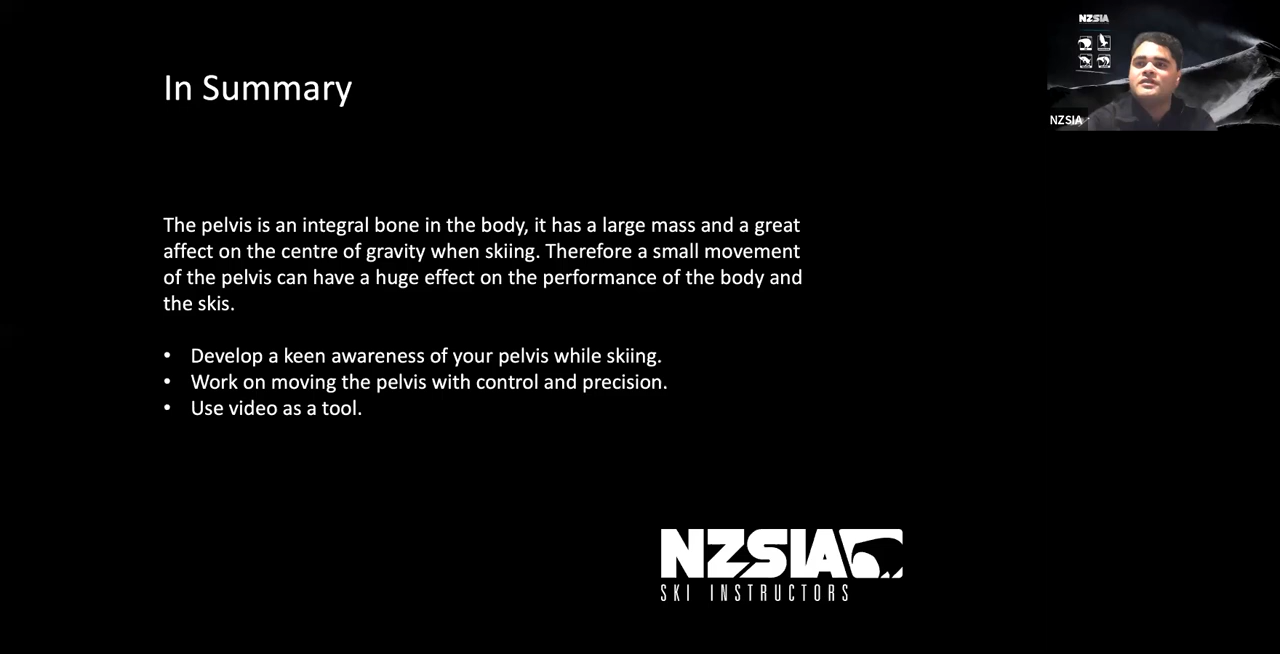 In Summary
NZSIA
NZSIA
The pelvis is an integral bone in the body, it has a large mass and a great
affect on the centre of gravity when skiing. Therefore a small movement
of the pelvis can have a huge effect on the performance of the body and
the skis.
• Develop a keen awareness of your pelvis while skiing.
• Work on moving the pelvis with control and precision.
• Use video as a tool.
NZSIA
SKI INSTRUCTORS